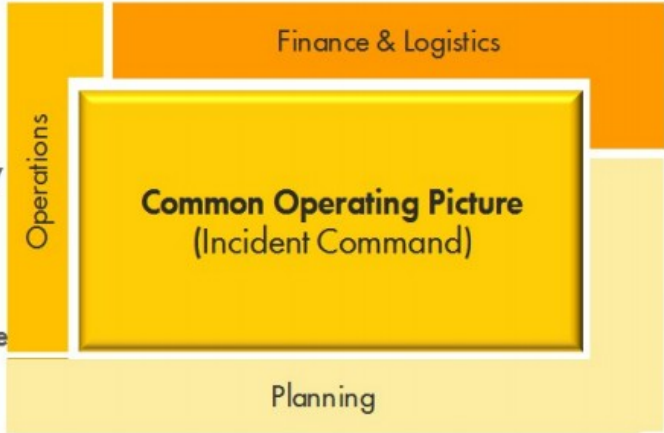 Finance & Logistics
Operations
Common Operating Picture
(Incident Command)
Planning